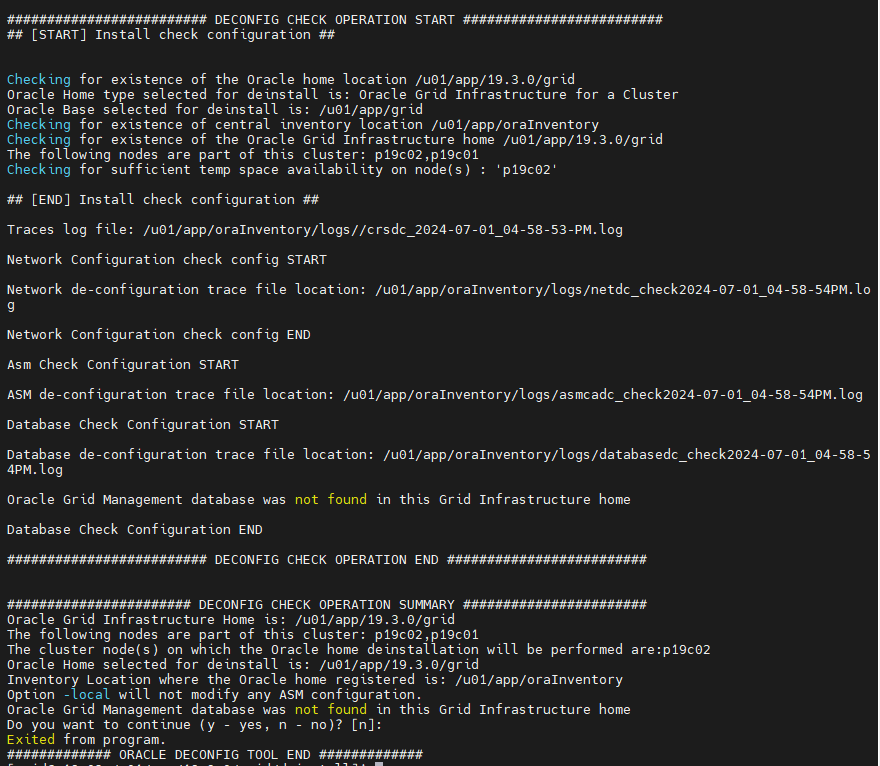 ######################### DECONFIG CHECK OPERATION START #########################
## [START] Install check configuration ##
Checking for existence of the Oracle home location /u01/app/19.3.0/grid
Oracle Home type selected for deinstall is: Oracle Grid Infrastructure for a Cluster
Oracle Base selected for deinstall is: /u01/app/grid
Checking for existence of central inventory location /u01/app/oraInventory
Checking for existence of the Oracle Grid Infrastructure home /u01/app/19.3.0/grid
The following nodes are part of this cluster: p19c02,p19c01
Checking for sufficient temp space availability on node(s) : 'p19c02'
## [END] Install check configuration ##
Traces log file: /u01/app/oraInventory/logs//crsdc_2024-07-01_04-58-53-PM.log
Network Configuration check config START
Network de-configuration trace file location: /u01/app/oraInventory/logs/netdc_check2024-07-01_04-58-54PM.lo
g
Network Configuration check config END
Asm Check Configuration START
ASM de-configuration trace file location: /u01/app/oraInventory/logs/asmcadc_check2024-07-01_04-58-54PM.log
Database Check Configuration START
Database de-configuration trace file location: /u01/app/oraInventory/logs/databasedc_check2024-07-01_04-58-5
4PM.log
Oracle Grid Management database was not found in this Grid Infrastructure home
Database Check Configuration END
######################### DECONFIG CHECK OPERATION END #########################
####################### DECONFIG CHECK OPERATION SUMMARY #######################
Oracle Grid Infrastructure Home is: /u01/app/19.3.0/grid
The following nodes are part of this cluster: p19c02,p19c01
The cluster node(s) on which the Oracle home deinstallation will be performed are:p19c02
Oracle Home selected for deinstall is: /u01/app/19.3.0/grid
Inventory Location where the Oracle home registered is: /u01/app/oraInventory
Option -local will not modify any ASM configuration.
Oracle Grid Management database was not found in this Grid Infrastructure home
Do you want to continue (y - yes, n - no)? [n]:
Exited from program.
############# ORACLE DECONFIG TOOL END #############